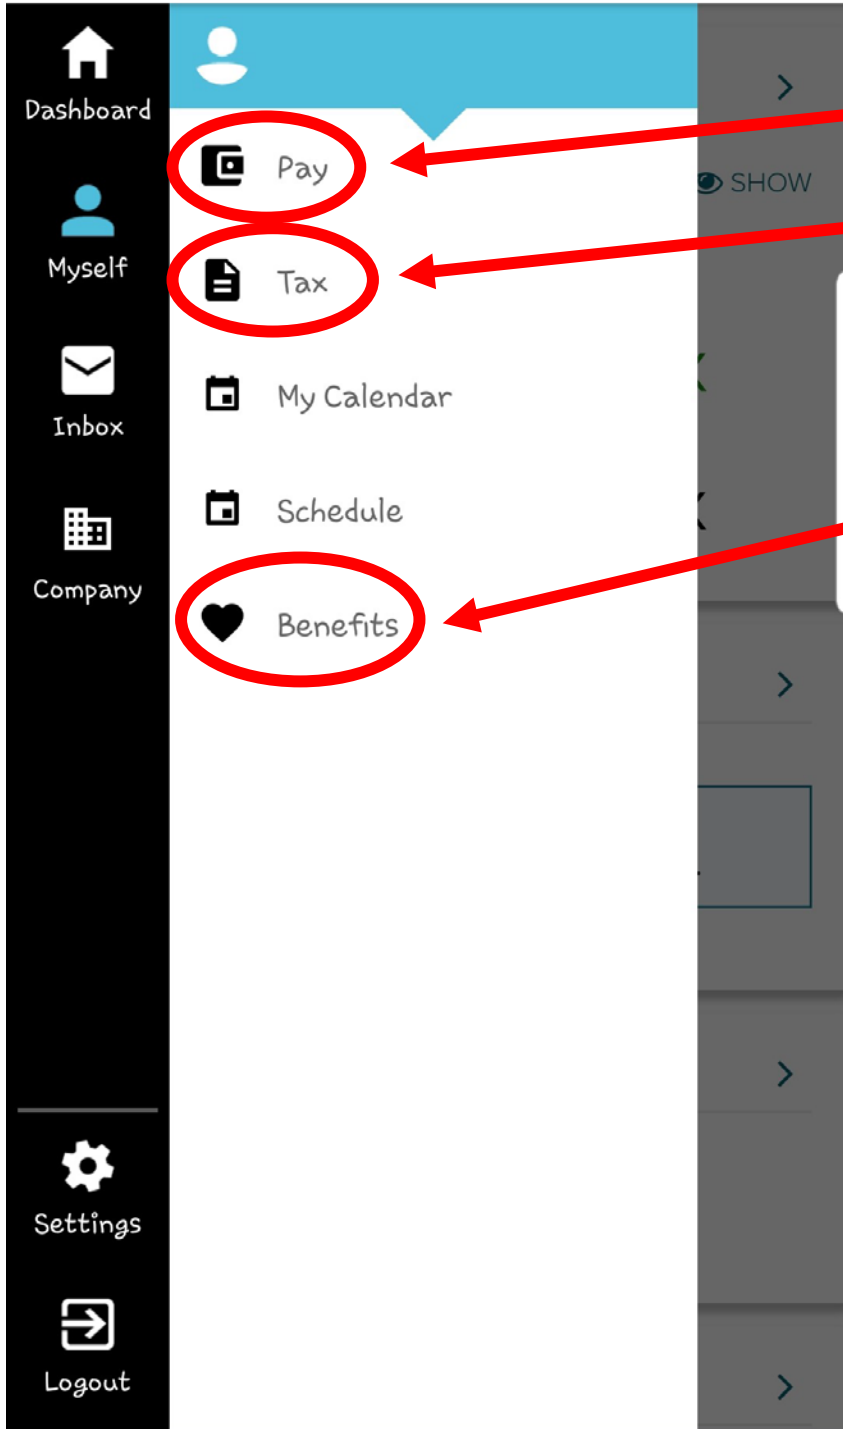 Dashboard
Myself
Inbox
Company
Settings
Logout
Pay
Tax
My Calendar
Schedule
Benefits
SHOW